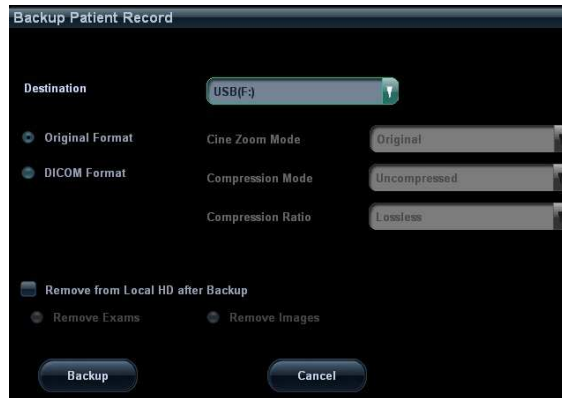 Backup Patient Record
Destination USB(F:)
Original Format Cine Zoom Mode Original
DICOM Format Compression Mode Uncompressed
Compression Ratio Lossless
Remove from Local HD after Backup
Remove Exams Remove Images
Backup Cancel